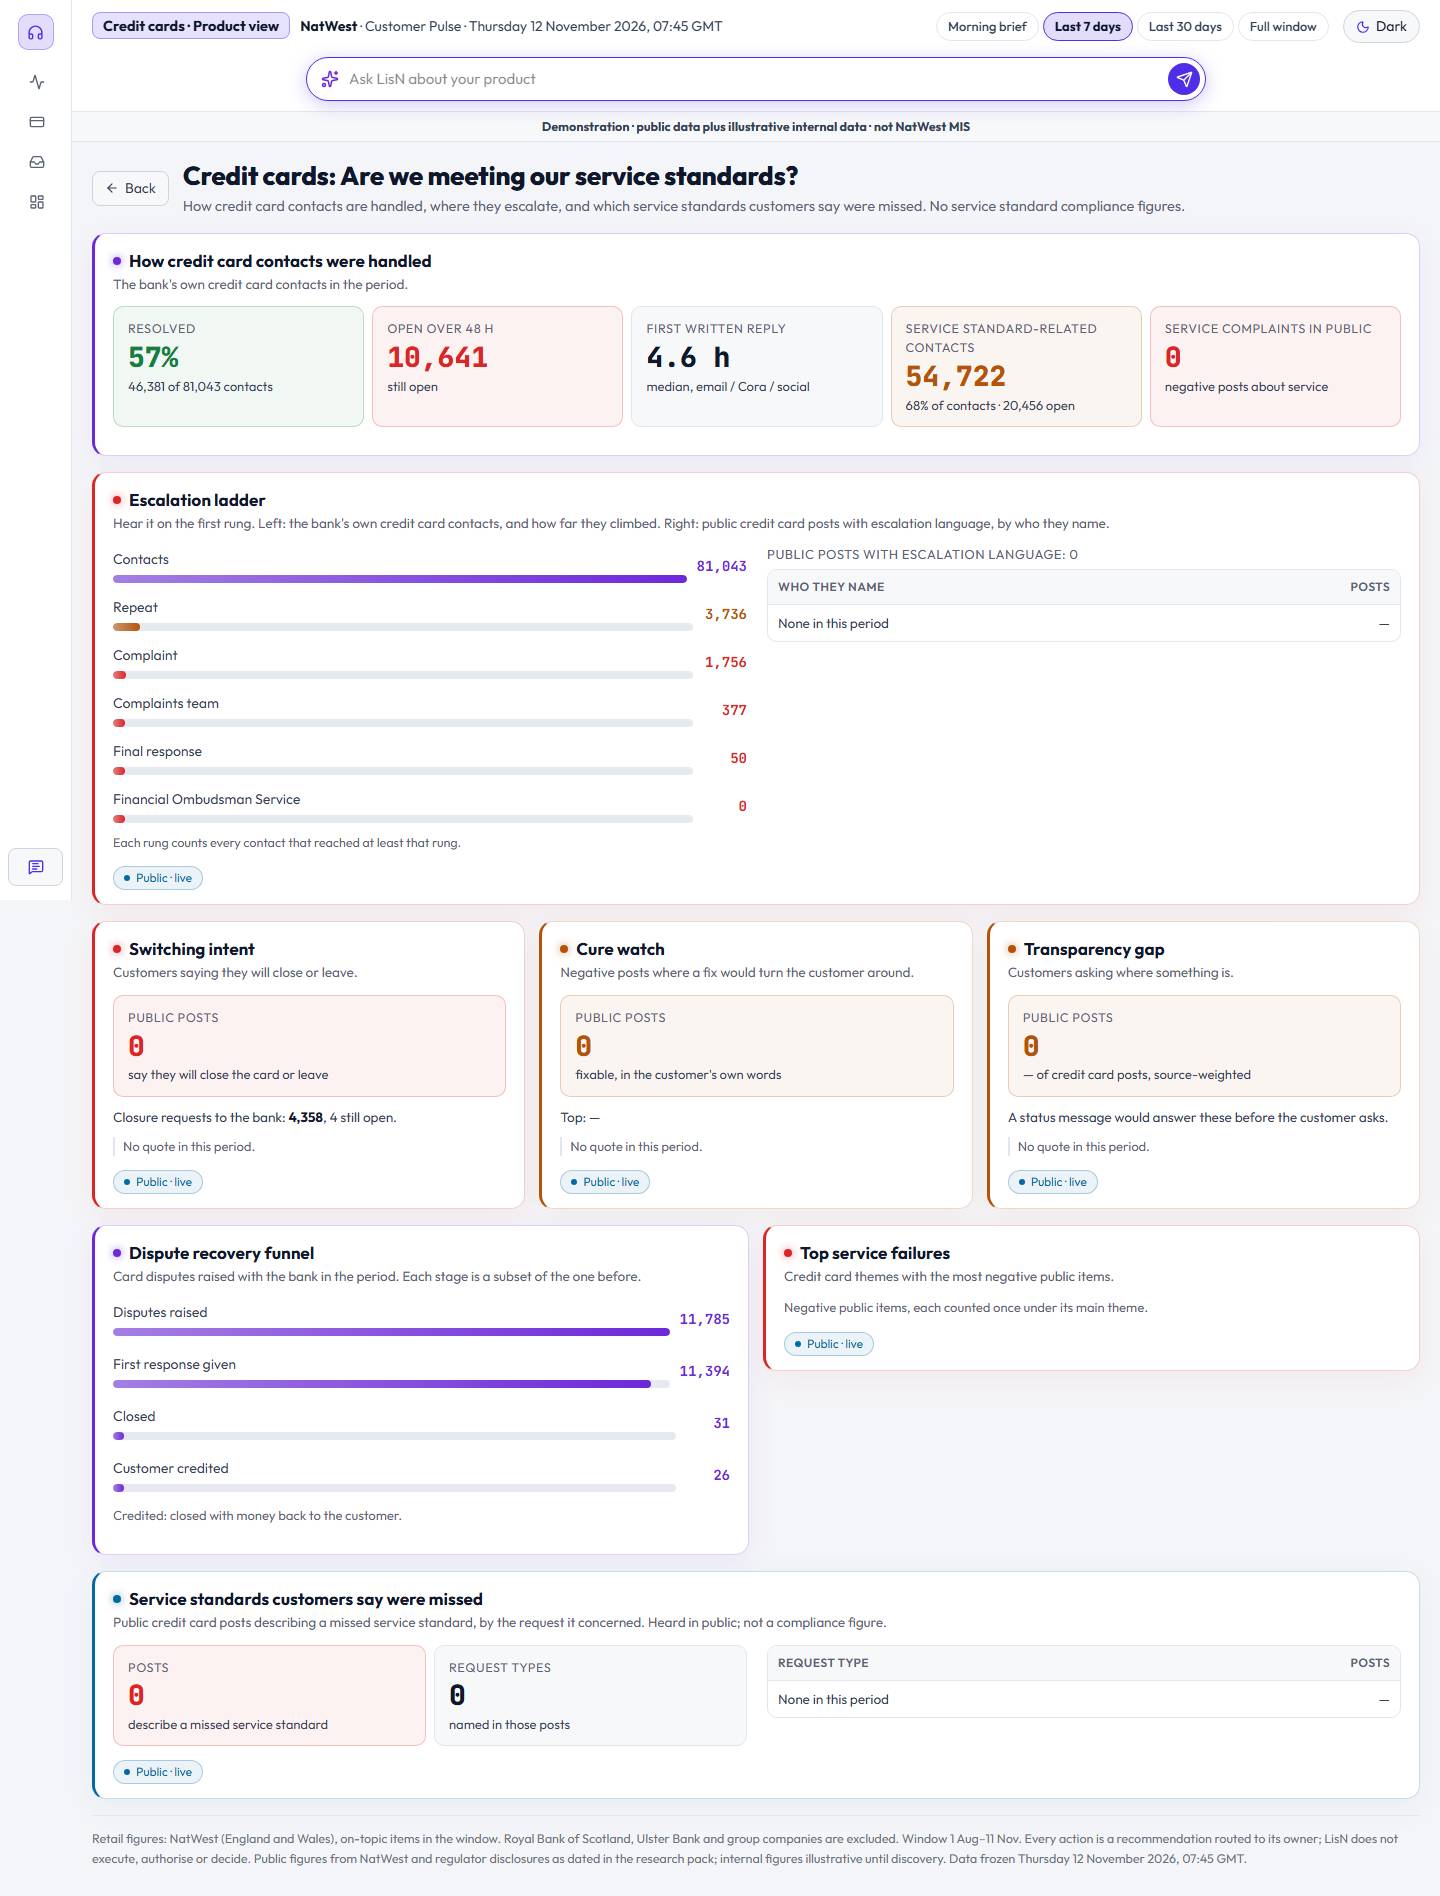 Credit cards · Product view
NatWest · Customer Pulse · Thursday 12 November 2026, 07:45 GMT
Morning brief
Last 7 days
Last 30 days
Full window
Dark
Ask LisN about your product
Demonstration · public data plus illustrative internal data · not NatWest MIS
Back
Credit cards: Are we meeting our service standards?
How credit card contacts are handled, where they escalate, and which service standards customers say were missed. No service standard compliance figures.
How credit card contacts were handled
The bank's own credit card contacts in the period.
RESOLVED
57%
46,381 of 81,043 contacts
OPEN OVER 48 H
10,641
still open
FIRST WRITTEN REPLY
4.6 h
median, email / Cora / social
SERVICE STANDARD-RELATED
CONTACTS
54,722
68% of contacts · 20,456 open
SERVICE COMPLAINTS IN PUBLIC
0
negative posts about service
Escalation ladder
Hear it on the first rung. Left: the bank's own credit card contacts, and how far they climbed. Right: public credit card posts with escalation language, by who they name.
Contacts
81,043
Repeat
3,736
Complaint
1,756
Complaints team
377
Final response
50
Financial Ombudsman Service
0
Each rung counts every contact that reached at least that rung.
Public · live
PUBLIC POSTS WITH ESCALATION LANGUAGE: 0
WHO THEY NAME POSTS
None in this period —
Switching intent
Customers saying they will close or leave.
PUBLIC POSTS
0
say they will close the card or leave
Closure requests to the bank: 4,358, 4 still open.
No quote in this period.
Public · live
Cure watch
Negative posts where a fix would turn the customer around.
PUBLIC POSTS
0
fixable, in the customer's own words
Top: —
No quote in this period.
Public · live
Transparency gap
Customers asking where something is.
PUBLIC POSTS
0
— of credit card posts, source-weighted
A status message would answer these before the customer asks.
No quote in this period.
Public · live
Dispute recovery funnel
Card disputes raised with the bank in the period. Each stage is a subset of the one before.
Disputes raised
11,785
First response given
11,394
Closed
31
Customer credited
26
Credited: closed with money back to the customer.
Top service failures
Credit card themes with the most negative public items.
Negative public items, each counted once under its main theme.
Public · live
Service standards customers say were missed
Public credit card posts describing a missed service standard, by the request it concerned. Heard in public; not a compliance figure.
POSTS
0
describe a missed service standard
REQUEST TYPES
0
named in those posts
REQUEST TYPE POSTS
None in this period —
Public · live
Retail figures: NatWest (England and Wales), on-topic items in the window. Royal Bank of Scotland, Ulster Bank and group companies are excluded. Window 1 Aug–11 Nov. Every action is a recommendation routed to its owner; LisN does not
execute, authorise or decide. Public figures from NatWest and regulator disclosures as dated in the research pack; internal figures illustrative until discovery. Data frozen Thursday 12 November 2026, 07:45 GMT.